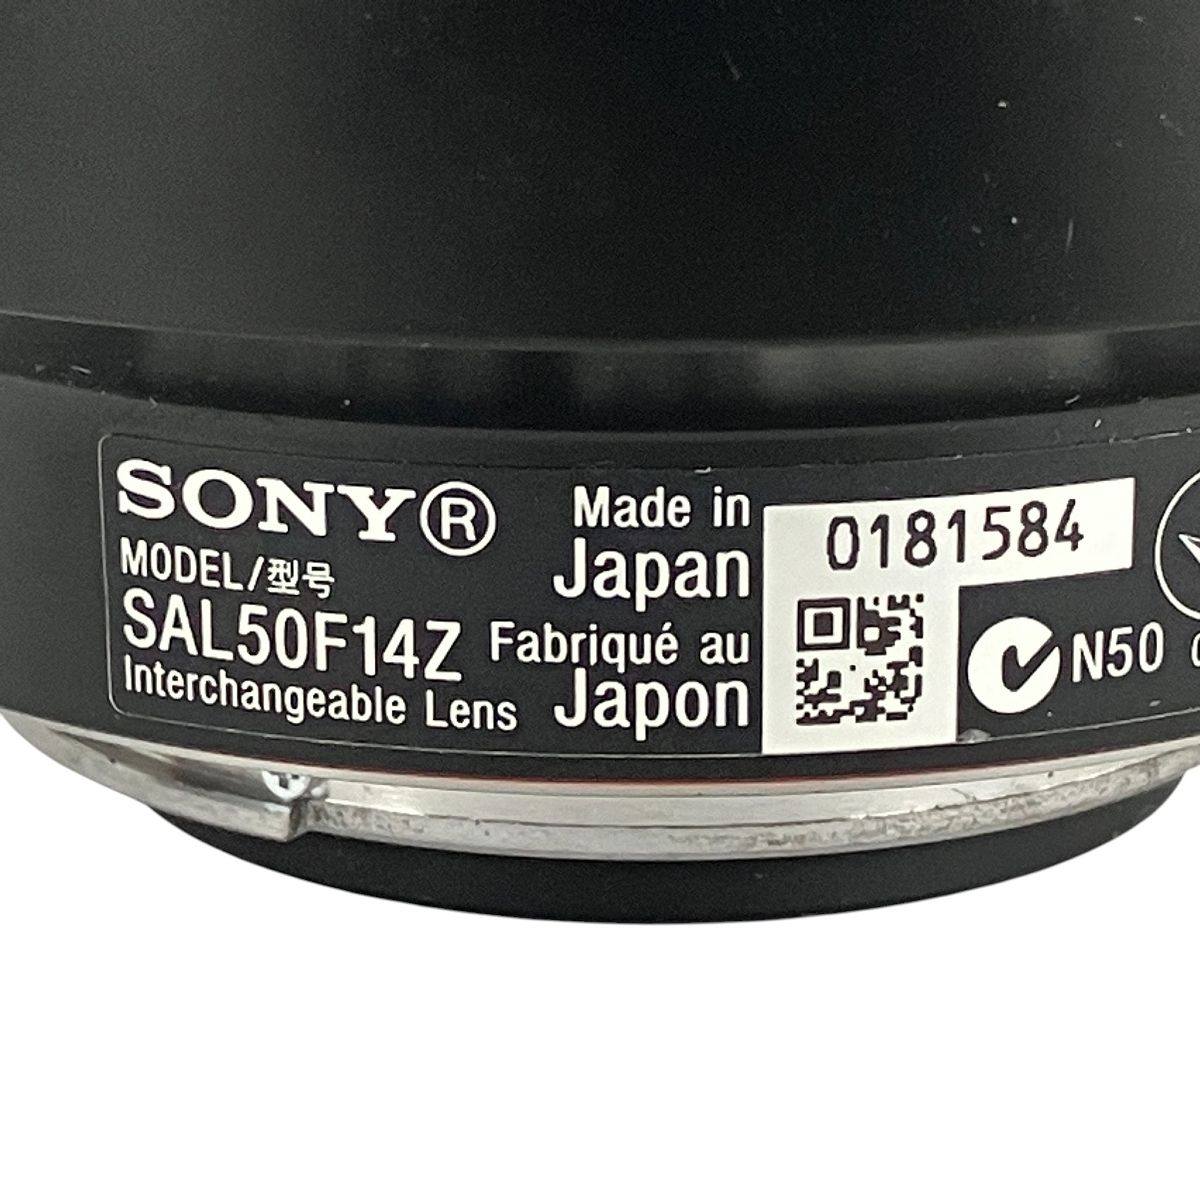 SONY®
MODEL/型号
SAL50F14Z
Interchangeable Lens
Made in
Japan
Fabriqué au
Japon
0181584
N50